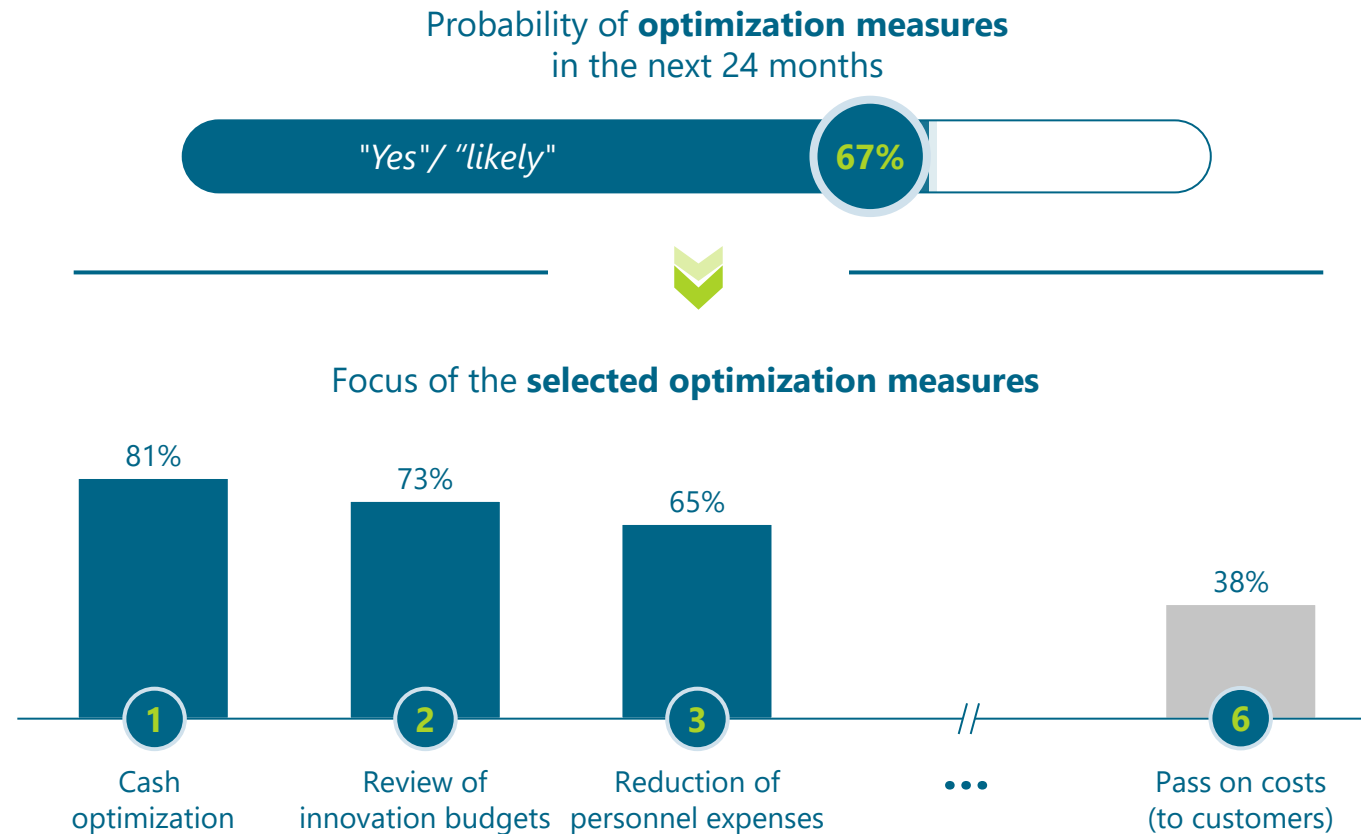 Probability of optimization measures
in the next 24 months
"Yes"/ “likely"
67%
Focus of the selected optimization measures
81%
73%
65%
38%
1
2
3
//
6
Cash
optimization
Review of
innovation budgets
Reduction of
personnel expenses
•••
Pass on costs
(to customers)